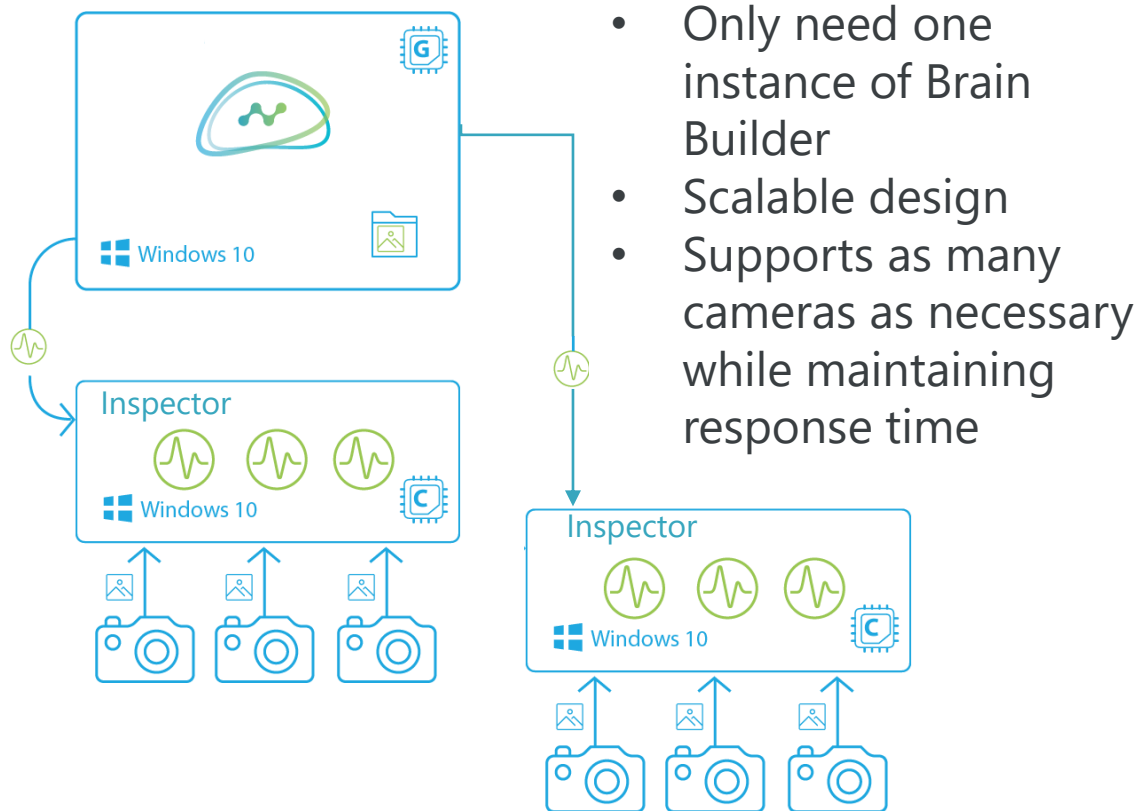 G
Windows 10
Inspector
Windows 10
C
Inspector
Windows 10
C
• Only need one
instance of Brain
Builder
• Scalable design
• Supports as many
cameras as necessary
while maintaining
response time